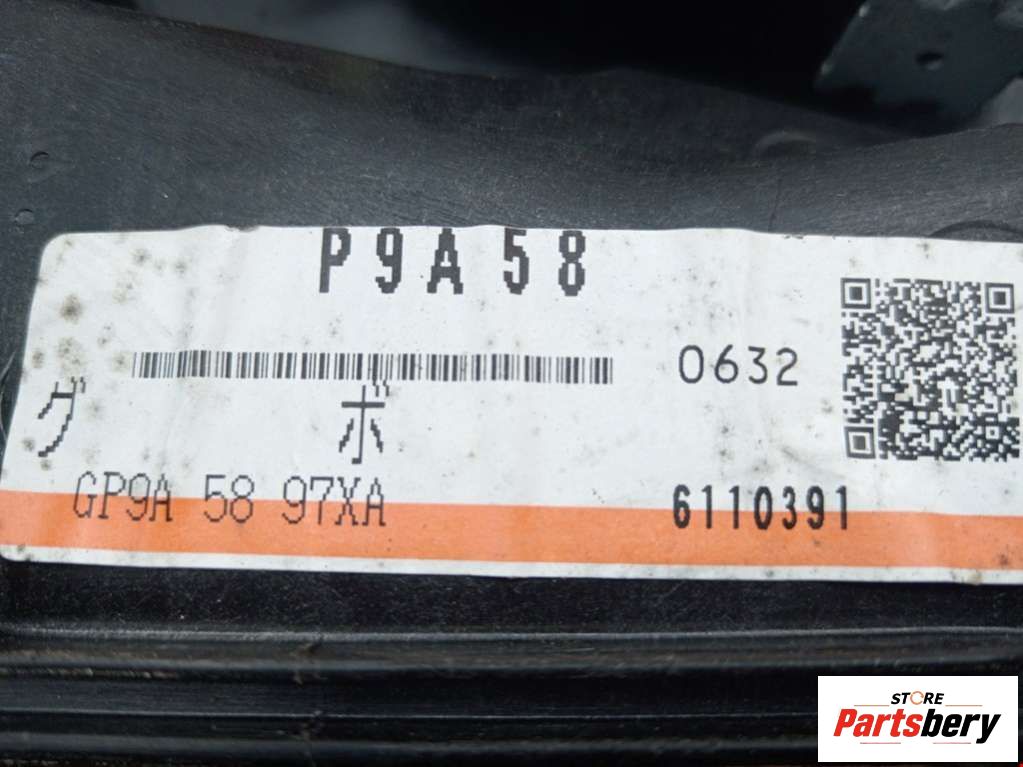 P9A58
0632
グ ボ
GP9A 58 97XA
6110391
STORE
Partsbery